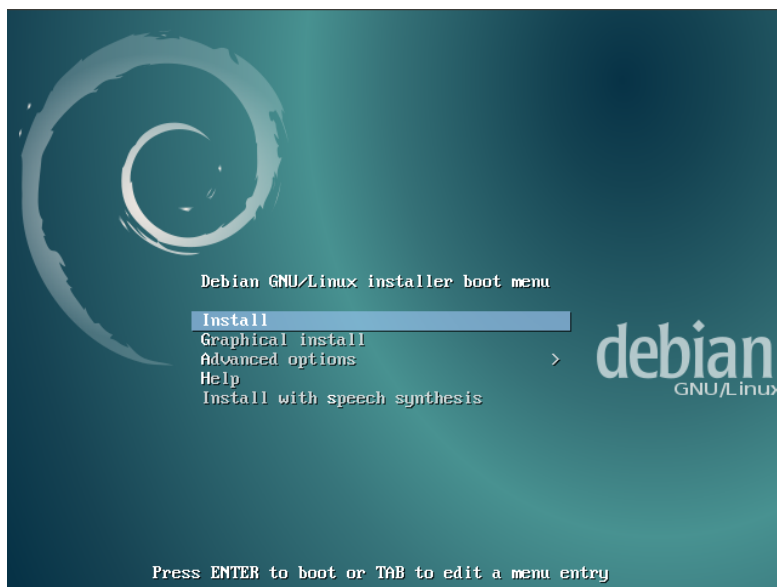 Debian GNU/Linux installer boot menu
Install
Graphical install
Advanced options >
Help
Install with speech synthesis
debian
GNU/Linux
Press ENTER to boot or TAB to edit a menu entry